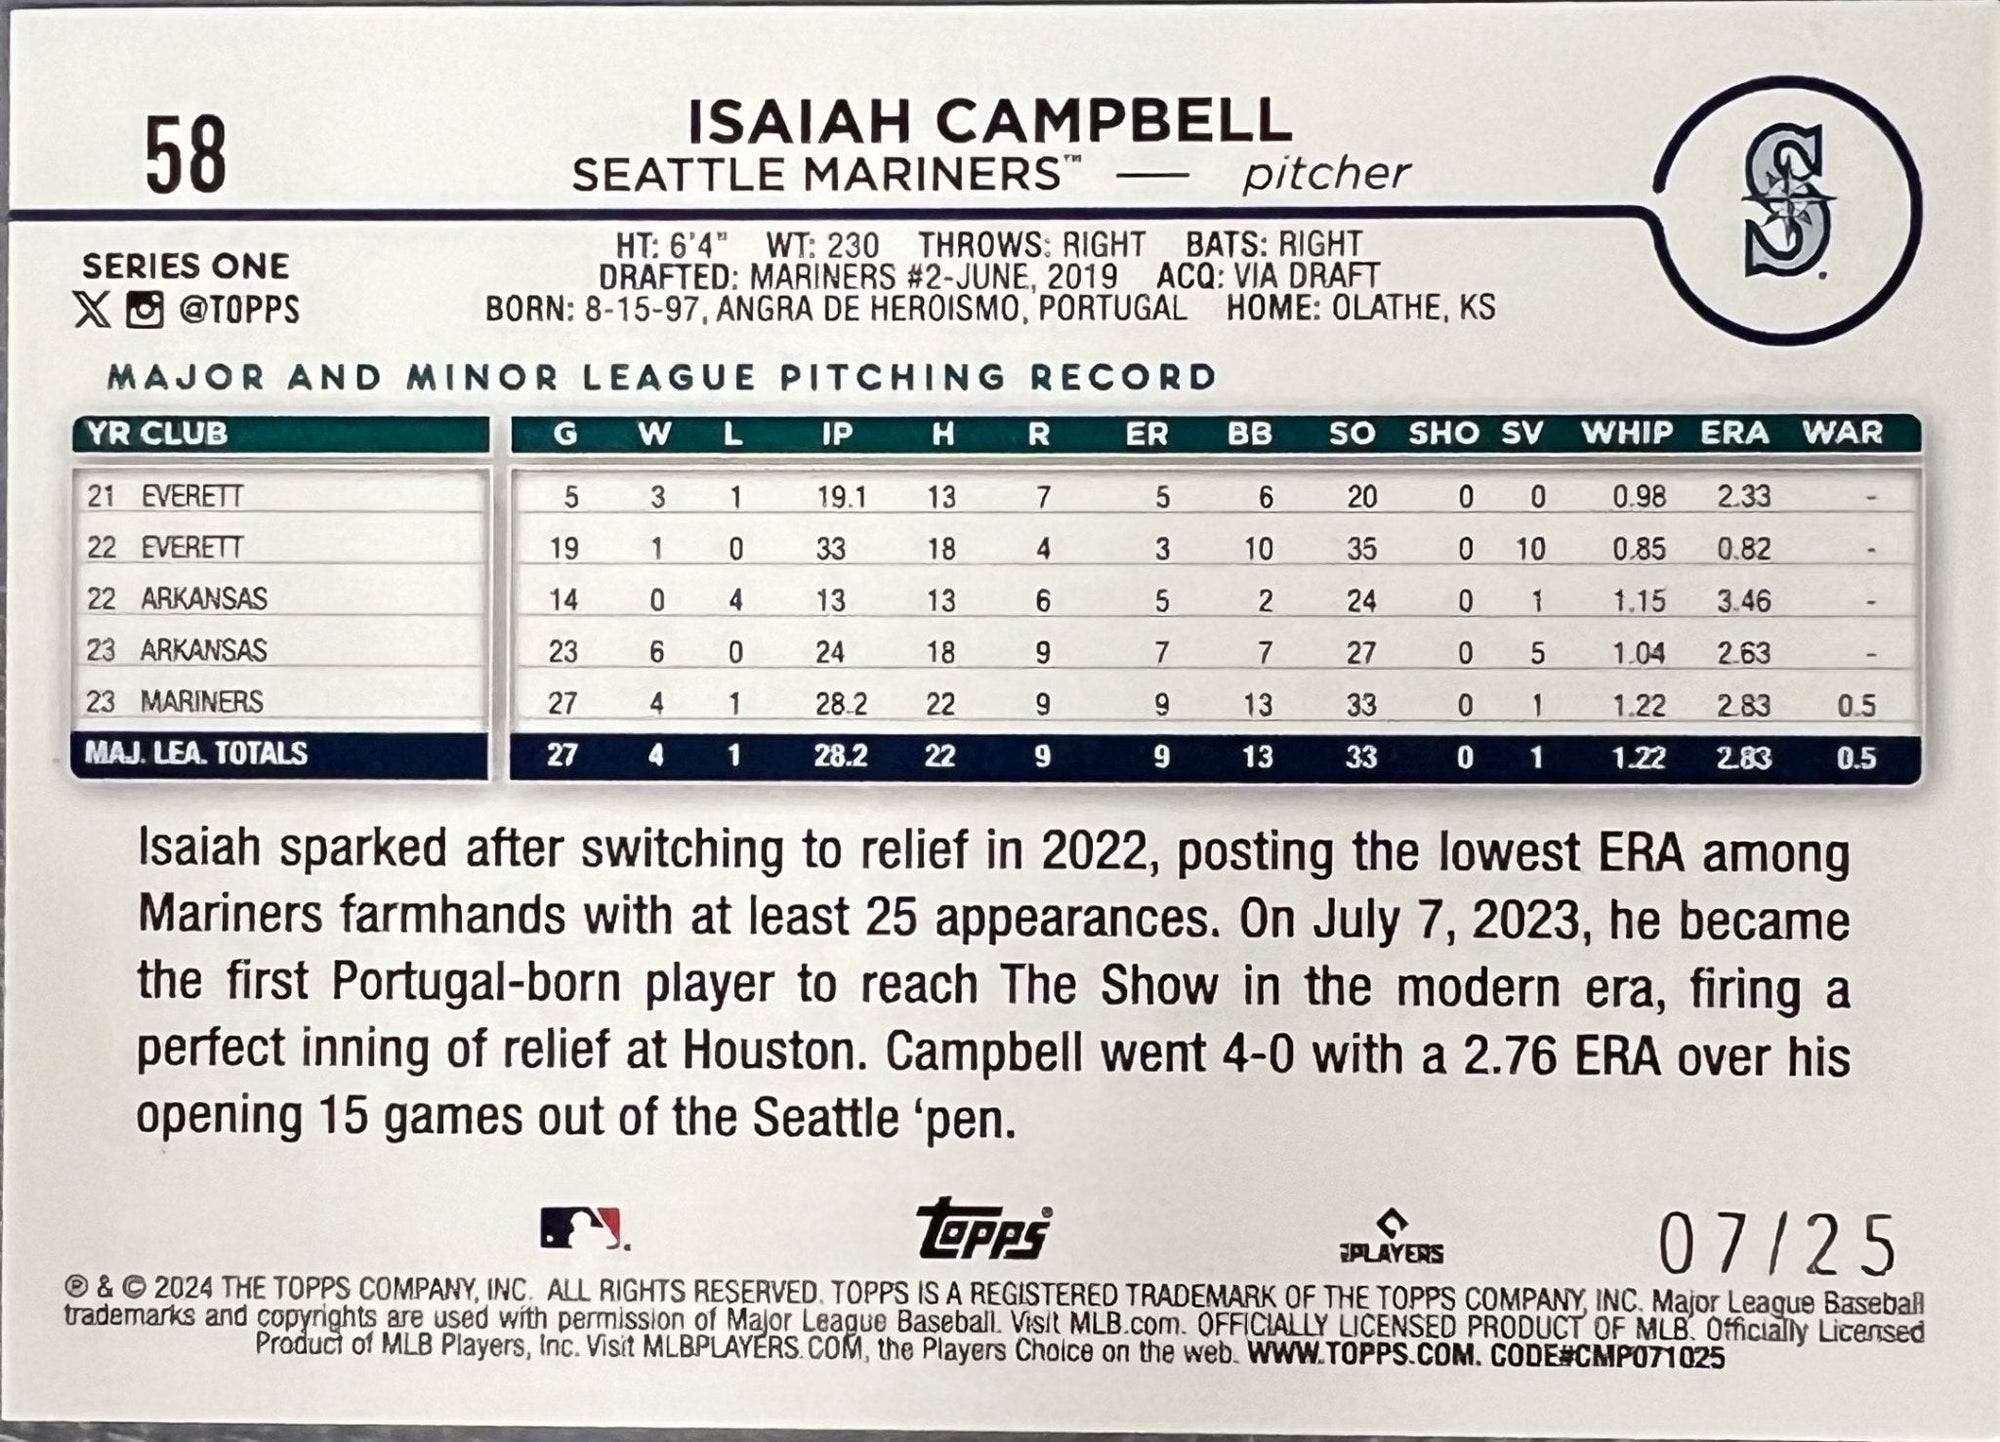 58
ISAIAH CAMPBELL
SEATTLE MARINERS™ — pitcher
S
SERIES ONE
@TOPPS
HT: 6'4" WT: 230 THROWS: RIGHT BATS: RIGHT
DRAFTED: MARINERS #2-JUNE, 2019 ACQ: VIA DRAFT
BORN: 8-15-97, ANGRA DE HEROISMO, PORTUGAL HOME: OLATHE, KS
MAJOR AND MINOR LEAGUE PITCHING RECORD
YR CLUB G W L IP H R ER BB SO SHO SV WHIP ERA WAR
21 EVERETT 5 3 1 19.1 13 7 5 6 20 0 0 0.98 2.33 -
22 EVERETT 19 1 0 33 18 4 3 10 35 0 10 0.85 0.82 -
22 ARKANSAS 14 0 4 13 13 6 5 2 24 0 1 1.15 3.46 -
23 ARKANSAS 23 6 0 24 18 9 7 7 27 0 5 1.04 2.63 -
23 MARINERS 27 4 1 28.2 22 9 9 13 33 0 1 1.22 2.83 0.5
MAJ. LEA. TOTALS 27 4 1 28.2 22 9 9 13 33 0 1 1.22 2.83 0.5
Isaiah sparked after switching to relief in 2022, posting the lowest ERA among
Mariners farmhands with at least 25 appearances. On July 7, 2023, he became
the first Portugal-born player to reach The Show in the modern era, firing a
perfect inning of relief at Houston. Campbell went 4-0 with a 2.76 ERA over his
opening 15 games out of the Seattle ‘pen.
topps®
PLAYERS
07/25
℗ & © 2024 THE TOPPS COMPANY, INC. ALL RIGHTS RESERVED. TOPPS IS A REGISTERED TRADEMARK OF THE TOPPS COMPANY, INC. Major League Baseball
trademarks and copyrights are used with permission of Major League Baseball. Visit MLB.com. OFFICIALLY LICENSED PRODUCT OF MLB. Officially Licensed
Product of MLB Players, Inc. Visit MLBPLAYERS.COM, the Players Choice on the web. WWW.TOPPS.COM. CODE#CMP071025